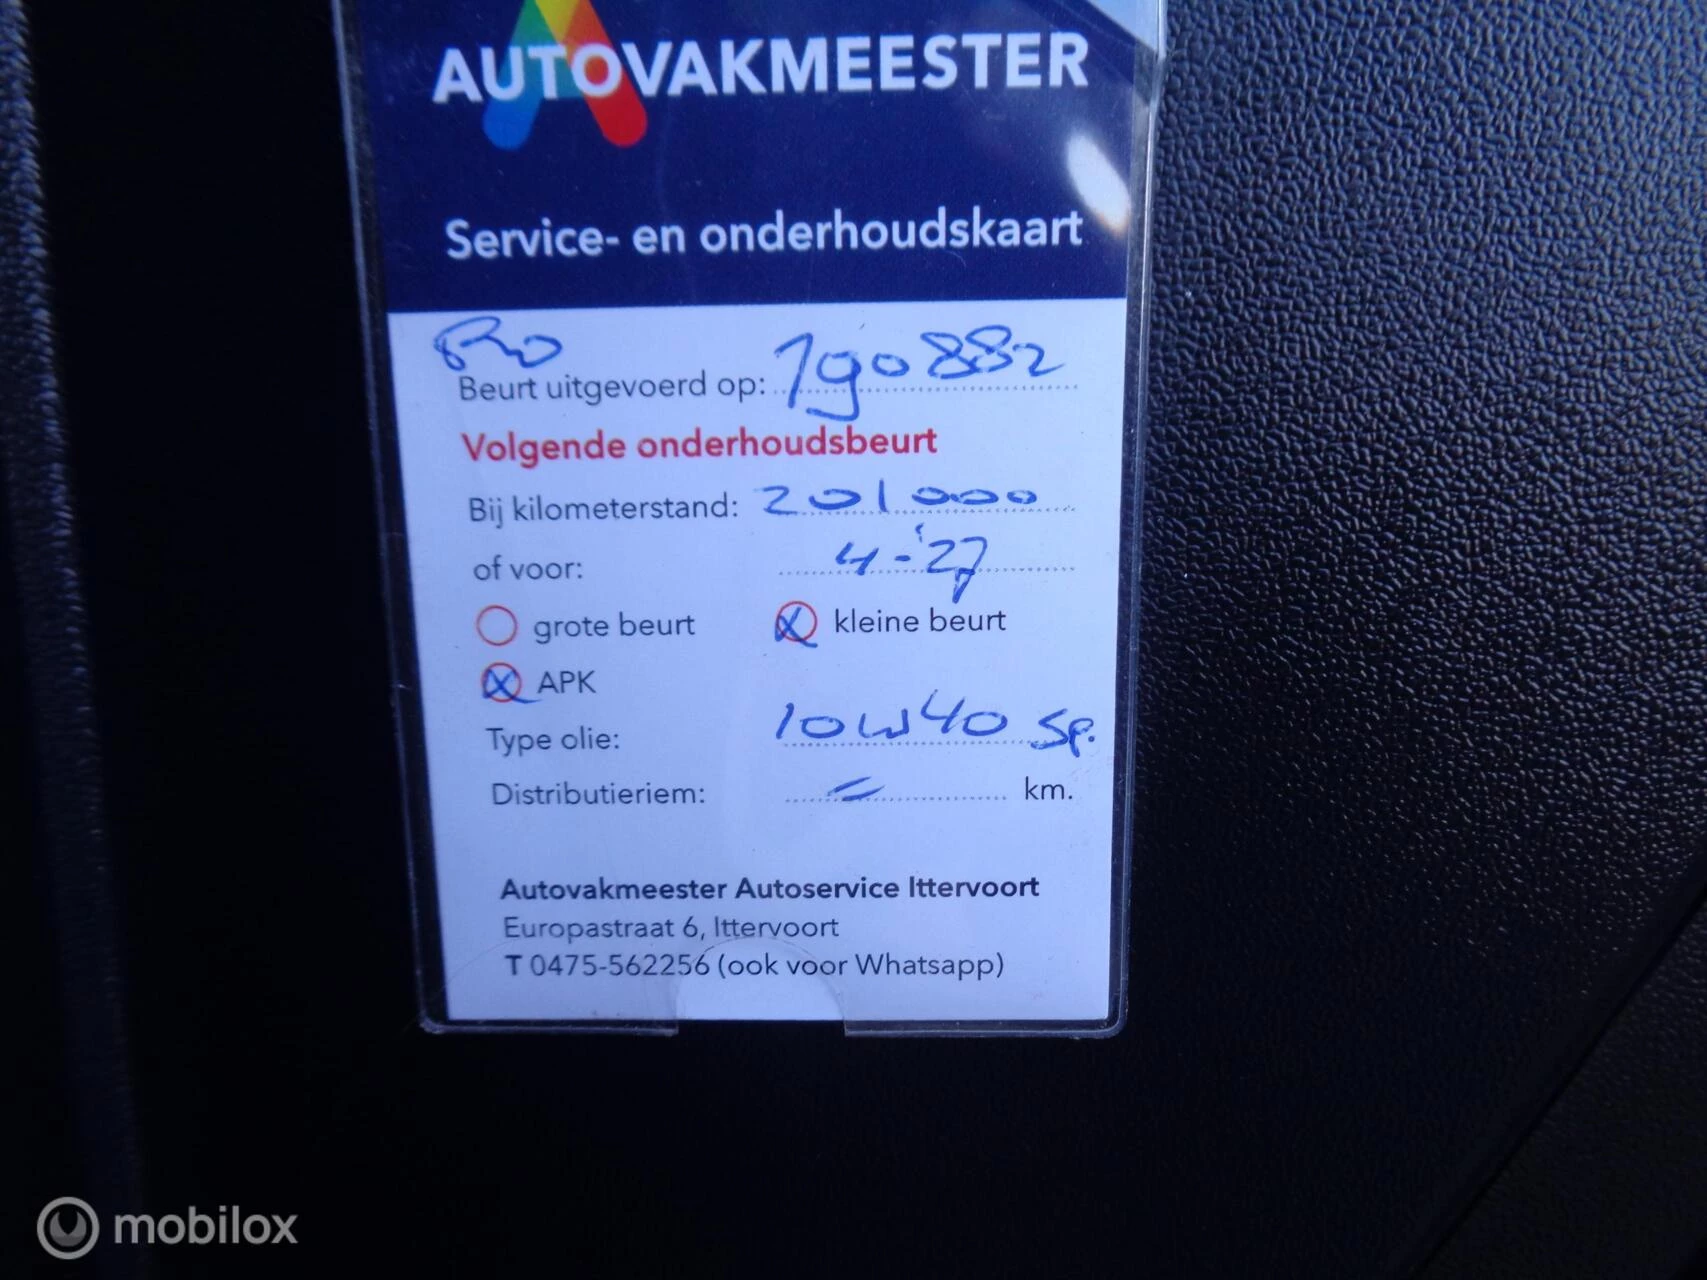 AUTOVAKMEESTER
Service- en onderhoudskaart
Beurt uitgevoerd op: 190882
Volgende onderhoudsbeurt
Bij kilometerstand: 201000
of voor: 4-'27
grote beurt kleine beurt
APK
Type olie: 10W40 Sp.
Distributieriem: km.
Autovakmeester Autoservice Ittervoort
Europastraat 6, Ittervoort
T 0475-562256 (ook voor Whatsapp)
mobilox